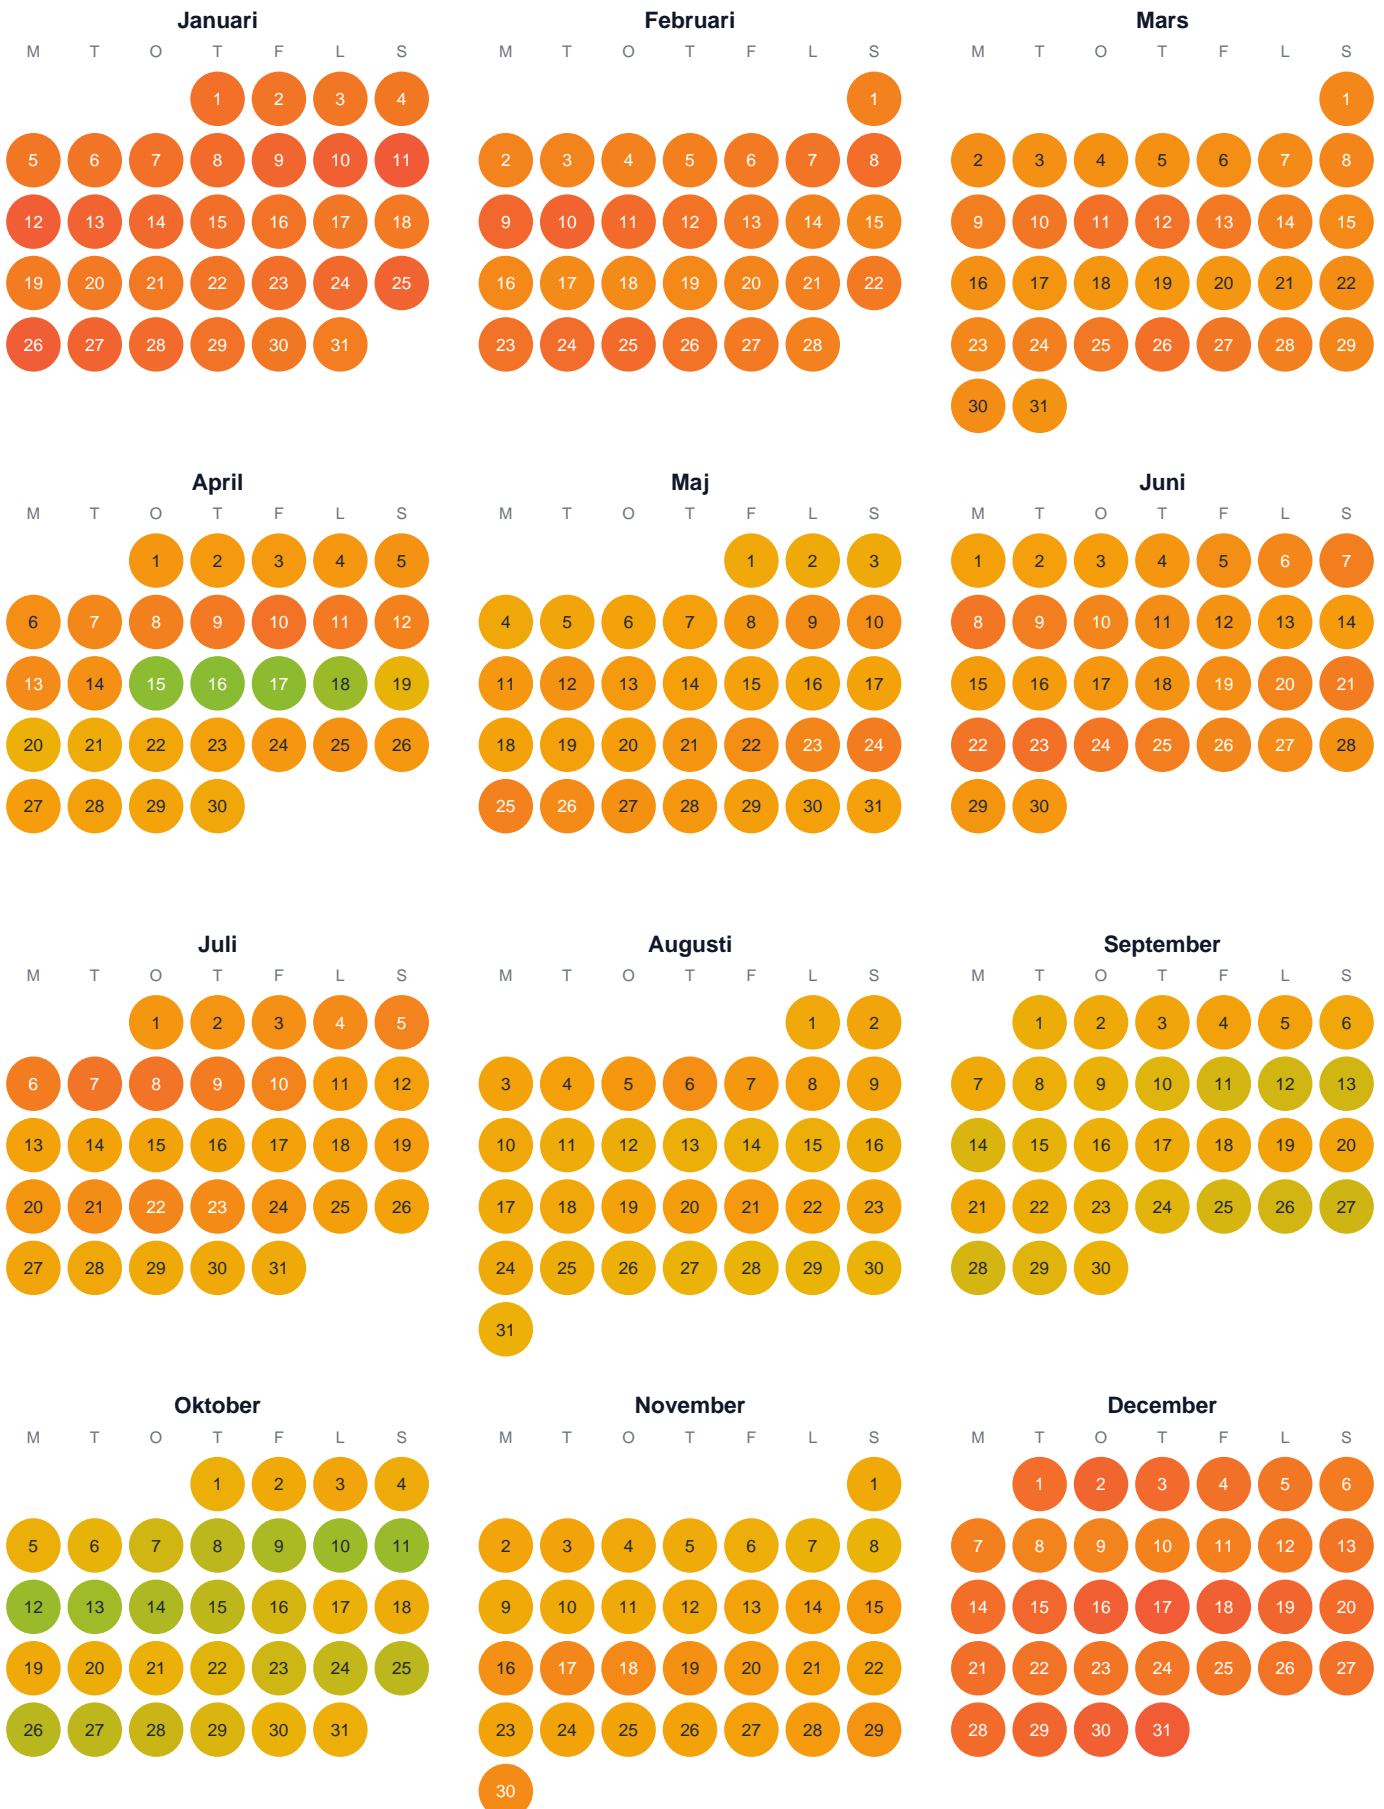 Januari Februari Mars
M T O T F L S M T O T F L S M T O T F L S
1 2 3 4 1 1
5 6 7 8 9 10 11 2 3 4 5 6 7 8 2 3 4 5 6 7 8
12 13 14 15 16 17 18 9 10 11 12 13 14 15 9 10 11 12 13 14 15
19 20 21 22 23 24 25 16 17 18 19 20 21 22 16 17 18 19 20 21 22
26 27 28 29 30 31 23 24 25 26 27 28 23 24 25 26 27 28 29
30 31
April Maj Juni
M T O T F L S M T O T F L S M T O T F L S
1 2 3 4 5 1 2 3 1 2 3 4 5 6 7
6 7 8 9 10 11 12 4 5 6 7 8 9 10 8 9 10 11 12 13 14
13 14 15 16 17 18 19 11 12 13 14 15 16 17 15 16 17 18 19 20 21
20 21 22 23 24 25 26 18 19 20 21 22 23 24 22 23 24 25 26 27 28
27 28 29 30 25 26 27 28 29 30 31 29 30
Juli Augusti September
M T O T F L S M T O T F L S M T O T F L S
1 2 3 4 5 1 2 1 2 3 4 5 6
6 7 8 9 10 11 12 3 4 5 6 7 8 9 7 8 9 10 11 12 13
13 14 15 16 17 18 19 10 11 12 13 14 15 16 14 15 16 17 18 19 20
20 21 22 23 24 25 26 17 18 19 20 21 22 23 21 22 23 24 25 26 27
27 28 29 30 31 24 25 26 27 28 29 30 28 29 30
31
Oktober November December
M T O T F L S M T O T F L S M T O T F L S
1 2 3 4 1 1 2 3 4 5 6
5 6 7 8 9 10 11 2 3 4 5 6 7 8 7 8 9 10 11 12 13
12 13 14 15 16 17 18 9 10 11 12 13 14 15 14 15 16 17 18 19 20
19 20 21 22 23 24 25 16 17 18 19 20 21 22 21 22 23 24 25 26 27
26 27 28 29 30 31 23 24 25 26 27 28 29 28 29 30 31
30